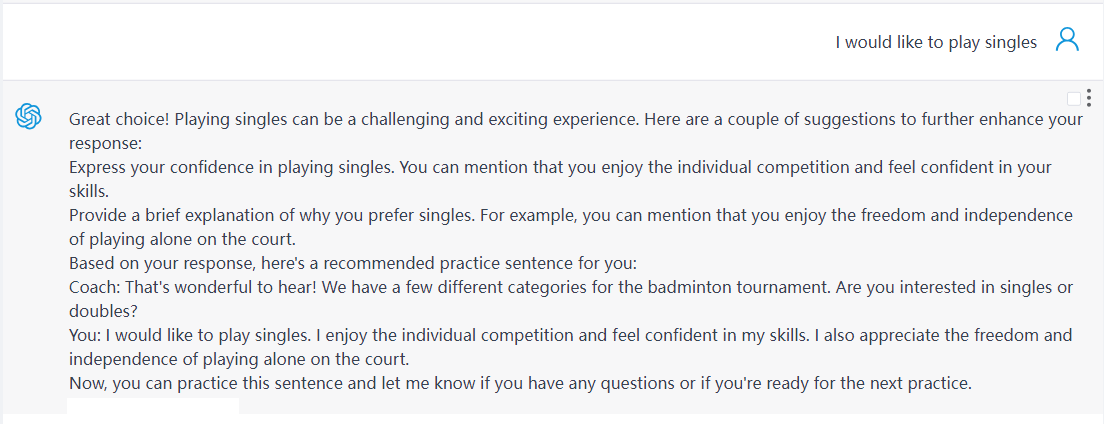 I would like to play singles
Great choice! Playing singles can be a challenging and exciting experience. Here are a couple of suggestions to further enhance your
response:
Express your confidence in playing singles. You can mention that you enjoy the individual competition and feel confident in your
skills.
Provide a brief explanation of why you prefer singles. For example, you can mention that you enjoy the freedom and independence
of playing alone on the court.
Based on your response, here's a recommended practice sentence for you:
Coach: That's wonderful to hear! We have a few different categories for the badminton tournament. Are you interested in singles or
doubles?
You: I would like to play singles. I enjoy the individual competition and feel confident in my skills. I also appreciate the freedom and
independence of playing alone on the court.
Now, you can practice this sentence and let me know if you have any questions or if you're ready for the next practice.